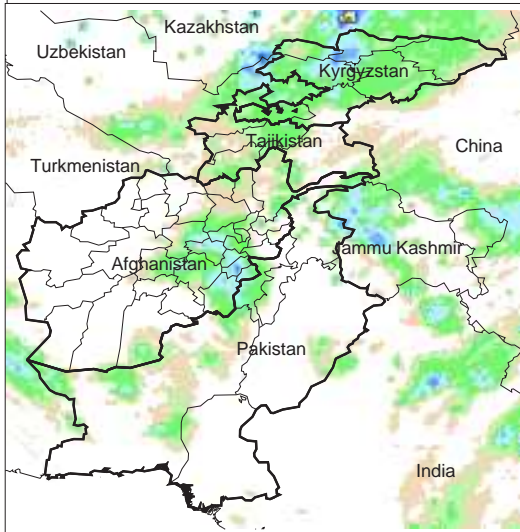 Kazakhstan
Uzbekistan
Kyrgyzstan
Tajikistan
China
Turkmenistan
Jammu Kashmir
Afghanistan
Pakistan
India